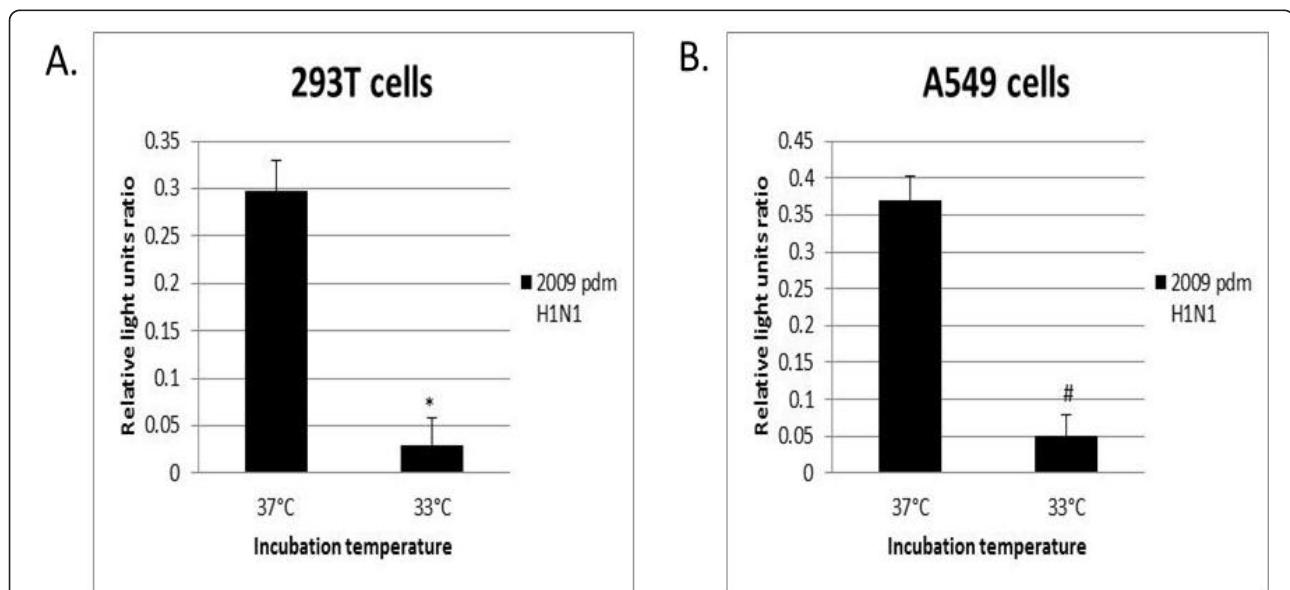 A.
293T cells
Relative light units ratio
0.35
0.3
0.25
0.2
0.15
0.1
0.05
0
*
37°C
33°C
Incubation temperature
2009 pdm
H1N1
B.
A549 cells
Relative light units ratio
0.45
0.4
0.35
0.3
0.25
0.2
0.15
0.1
0.05
0
#
37°C
33°C
Incubation temperature
2009 pdm
H1N1